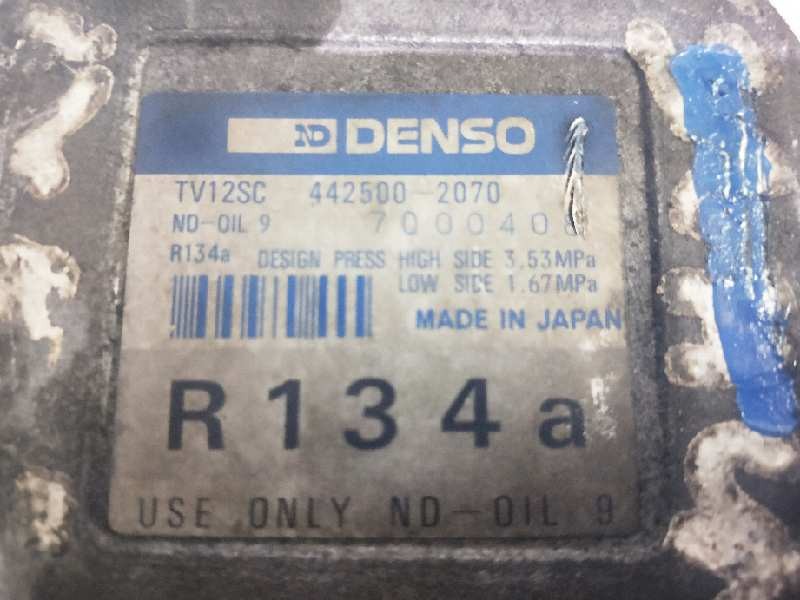 ND DENSO
TV12SC 442500-2070
ND-OIL 9
R134a DESIGN PRESS HIGH SIDE 3.53MPa
LOW SIDE 1.67MPa
MADE IN JAPAN
R134a
USE ONLY ND-OIL 9